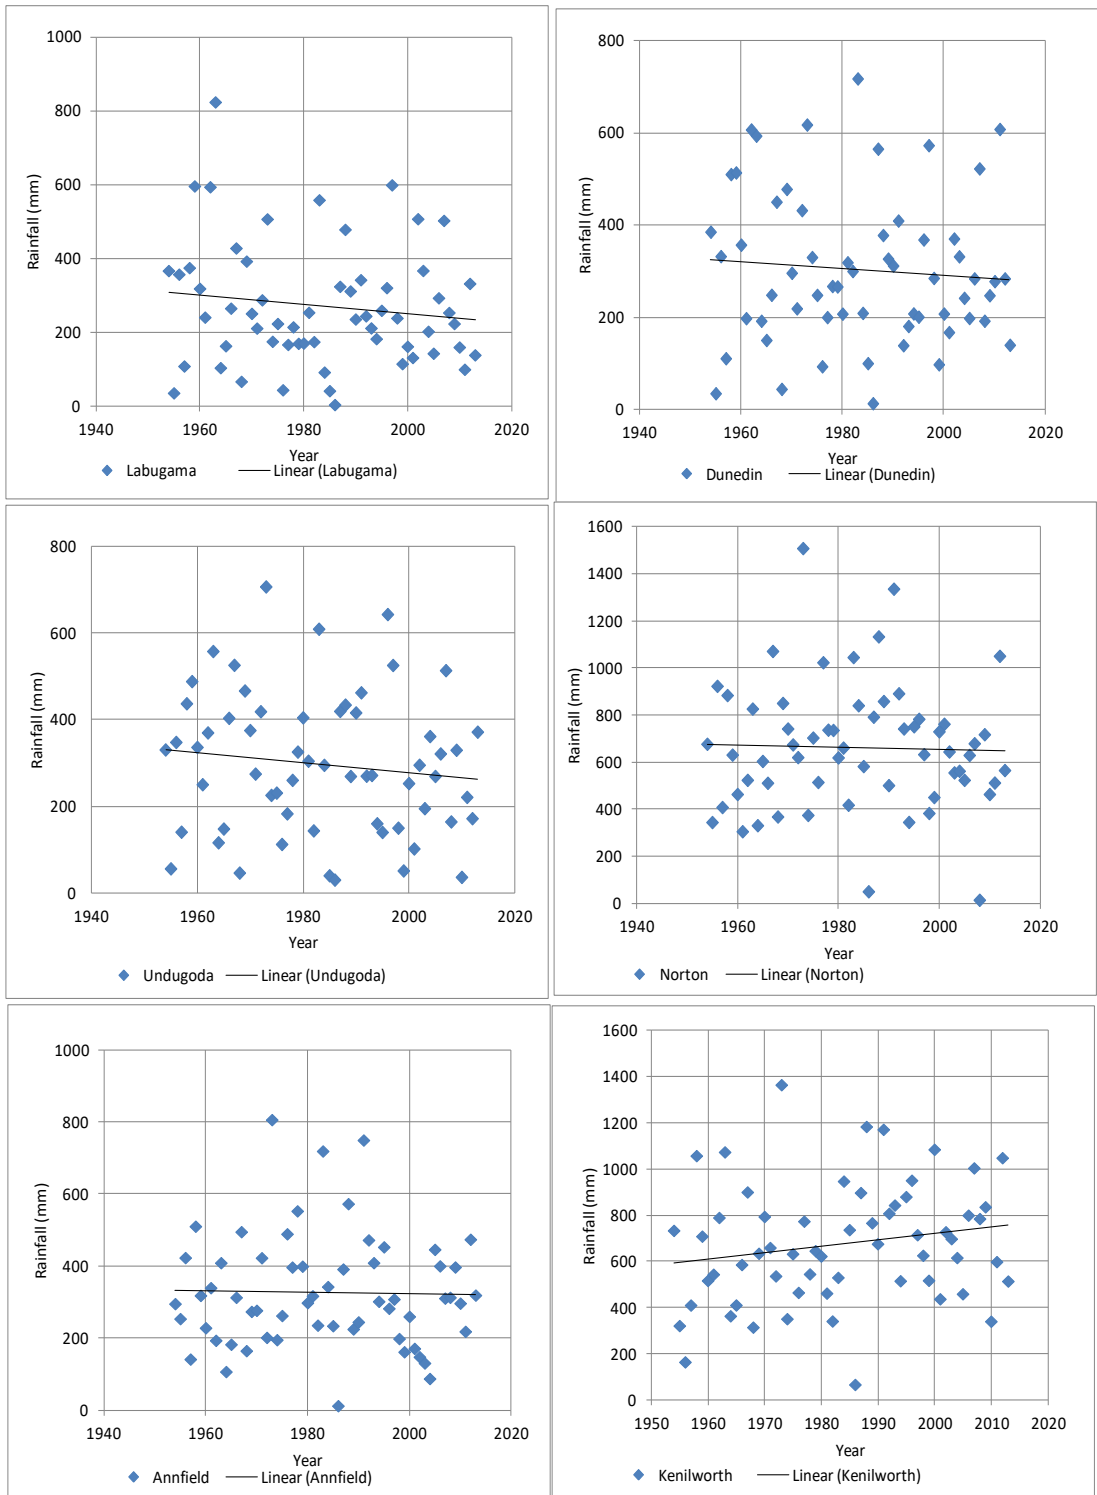 1000
800
600
400
200
0
Rainfall (mm)
1940 1960 1980 2000 2020
Year
Labugama Linear (Labugama)
800
600
400
200
0
Rainfall (mm)
1940 1960 1980 2000 2020
Year
Dunedin Linear (Dunedin)
800
600
400
200
0
Rainfall (mm)
1940 1960 1980 2000 2020
Year
Undugoda Linear (Undugoda)
1600
1400
1200
1000
800
600
400
200
0
Rainfall (mm)
1940 1960 1980 2000 2020
Year
Norton Linear (Norton)
1000
800
600
400
200
0
Rainfall (mm)
1940 1960 1980 2000 2020
Year
Annfield Linear (Annfield)
1600
1400
1200
1000
800
600
400
200
0
Rainfall (mm)
1950 1960 1970 1980 1990 2000 2010 2020
Year
Kenilworth Linear (Kenilworth)